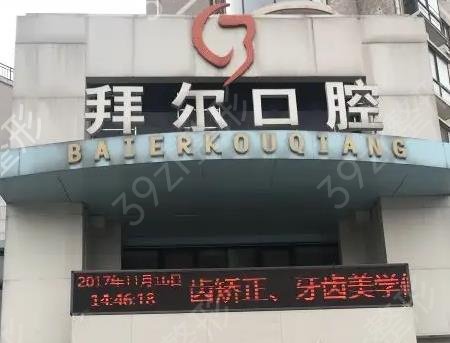 拜尔口腔
BAIERKOUQIANG
2017年11月16日
14:46:18
齿矫正、牙齿美学